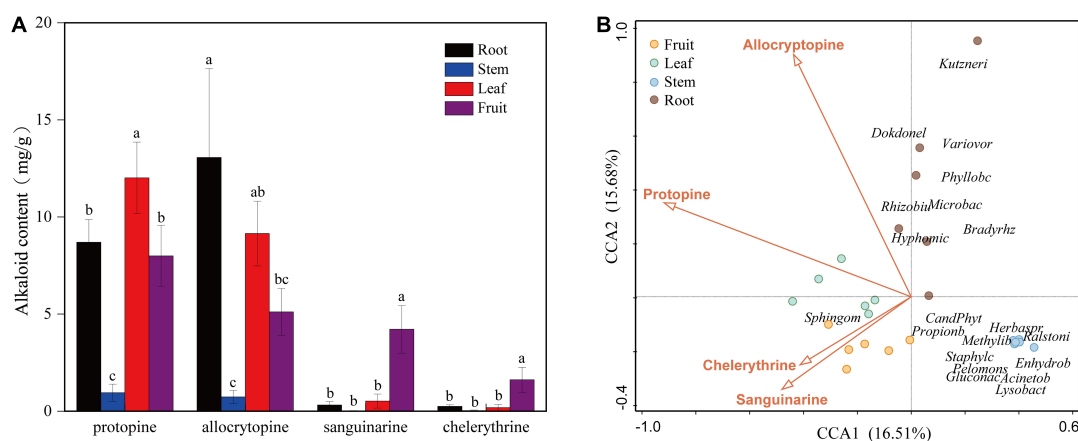 A
Alkaloid content（mg/g）
20
15
10
5
0
Root
Stem
Leaf
Fruit
b
c
a
b
a
c
ab
bc
b
b
b
a
b
b
b
a
protopine
allocrytopine
sanguinarine
chelerythrine
B
CCA2 (15.68%)
1.0
-0.4
Fruit
Leaf
Stem
Root
Allocryptopine
Kutzneri
Dokdonel
Variovor
Phyllobc
Protopine
Rhizobiu
Microbac
Hyphomic
Bradyrhz
Sphingom
CandPhyt
Propionb
Herbaspr
Methylib
Ralstoni
Staphylc
Chelerythrine
Pelomons
Enhydrob
Gluconac
Acinetob
Sanguinarine
Lysobact
-1.0
CCA1 (16.51%)
0.6